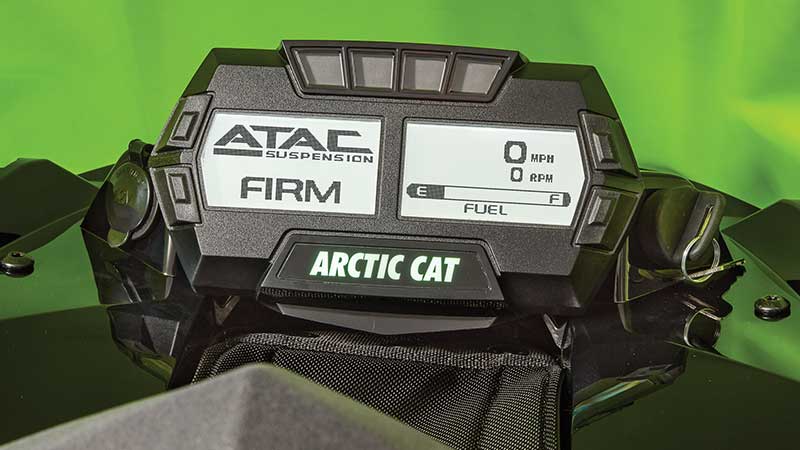 ATAC
SUSPENSION
FIRM
0 MPH
0 RPM
E F
FUEL
ARCTIC CAT